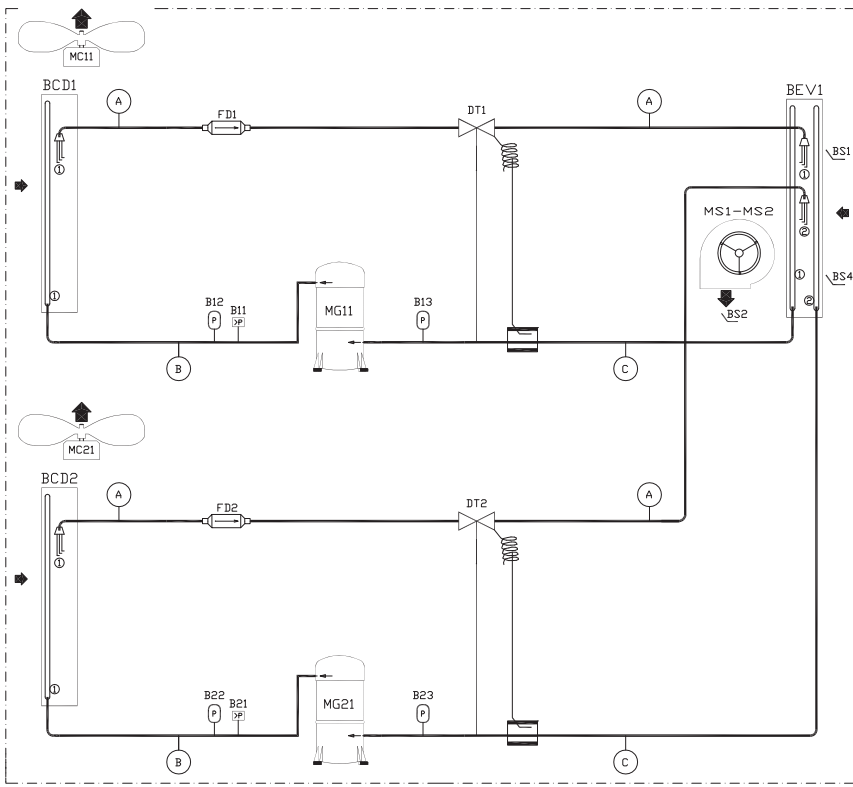 MC11
BCD1
A
FD1
DT1
A
BEV1
BS1
1
1
MS1-MS2
2
BS4
1
1
2
B12
B11
P
>P
MG11
B13
P
BS2
B
C
MC21
BCD2
A
FD2
DT2
A
1
1
B22
B21
P
>P
MG21
B23
P
B
C